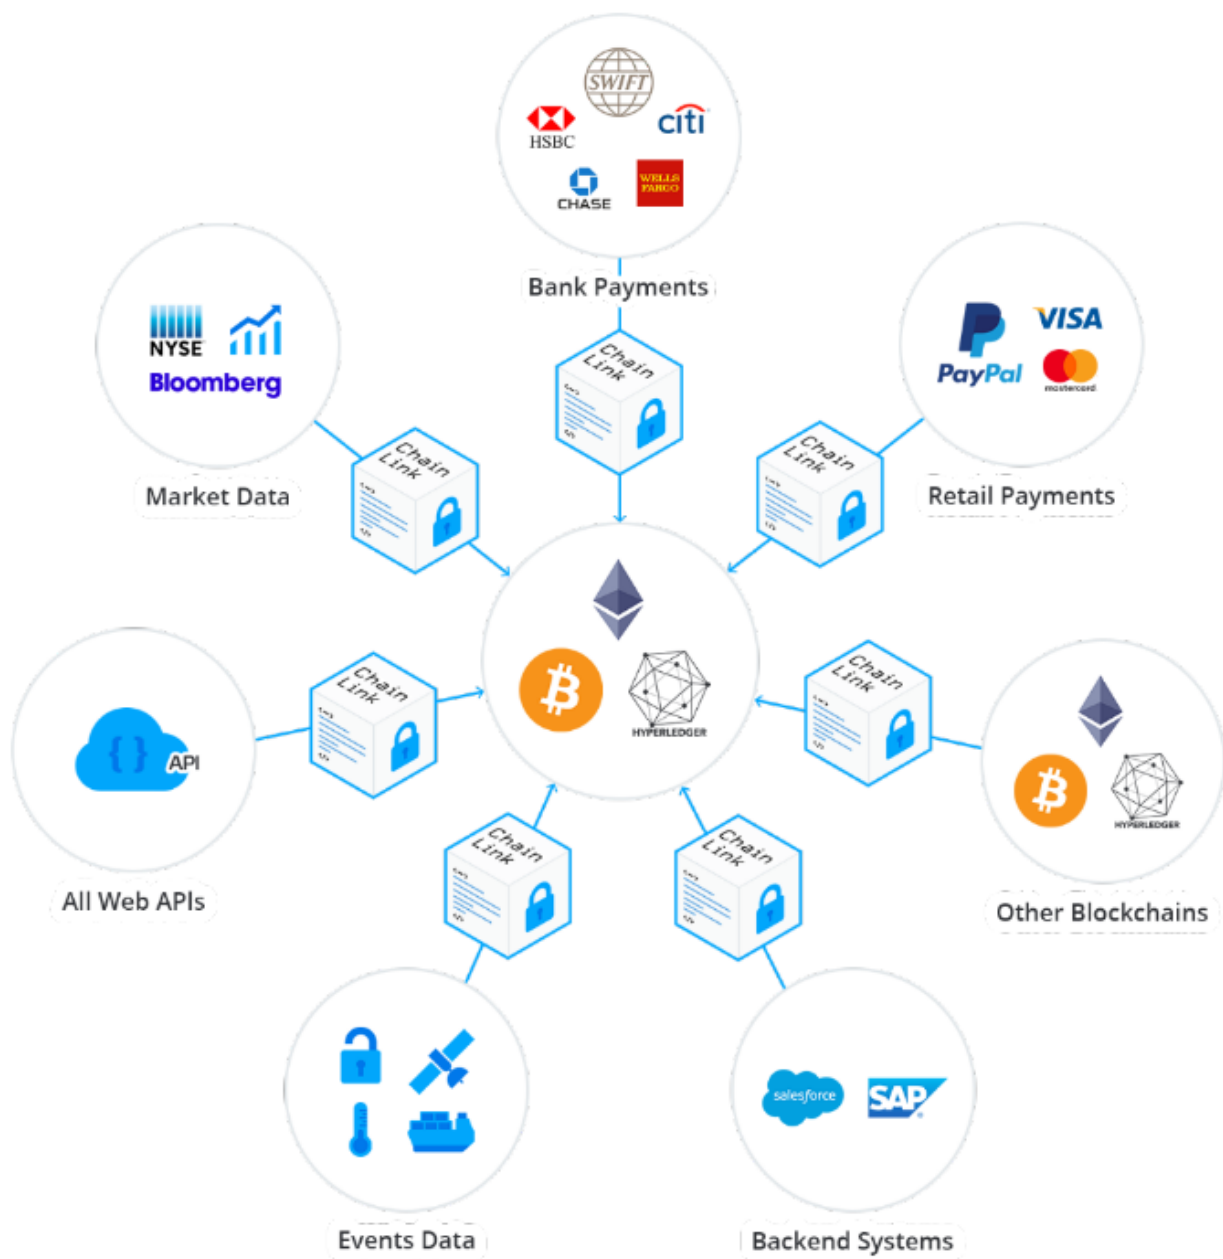 SWIFT
HSBC
citi
CHASE
WELLS
FARGO
Bank Payments
NYSE
Bloomberg
Market Data
PayPal
VISA
mastercard
Retail Payments
Chain
Link
</>
Chain
Link
</>
Chain
Link
</>
HYPERLEDGER
{ } API
All Web APIs
Chain
Link
</>
Chain
Link
</>
HYPERLEDGER
Other Blockchains
Chain
Link
</>
Chain
Link
</>
Events Data
salesforce
SAP
Backend Systems